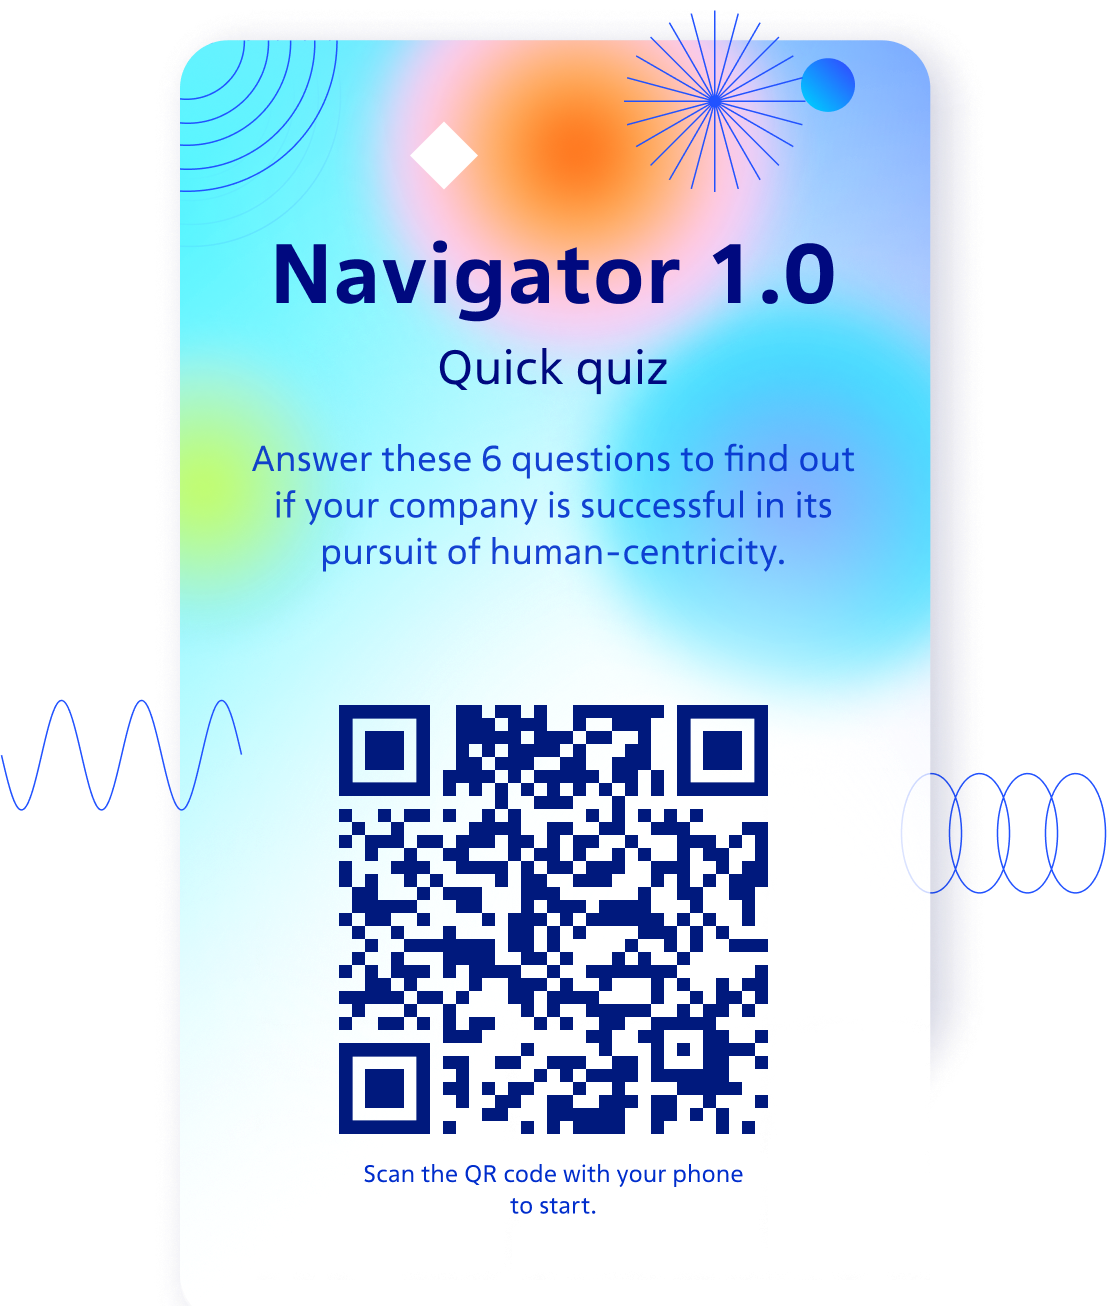 Navigator 1.0
Quick quiz
Answer these 6 questions to find out
if your company is successful in its
pursuit of human-centricity.
Scan the QR code with your phone
to start.